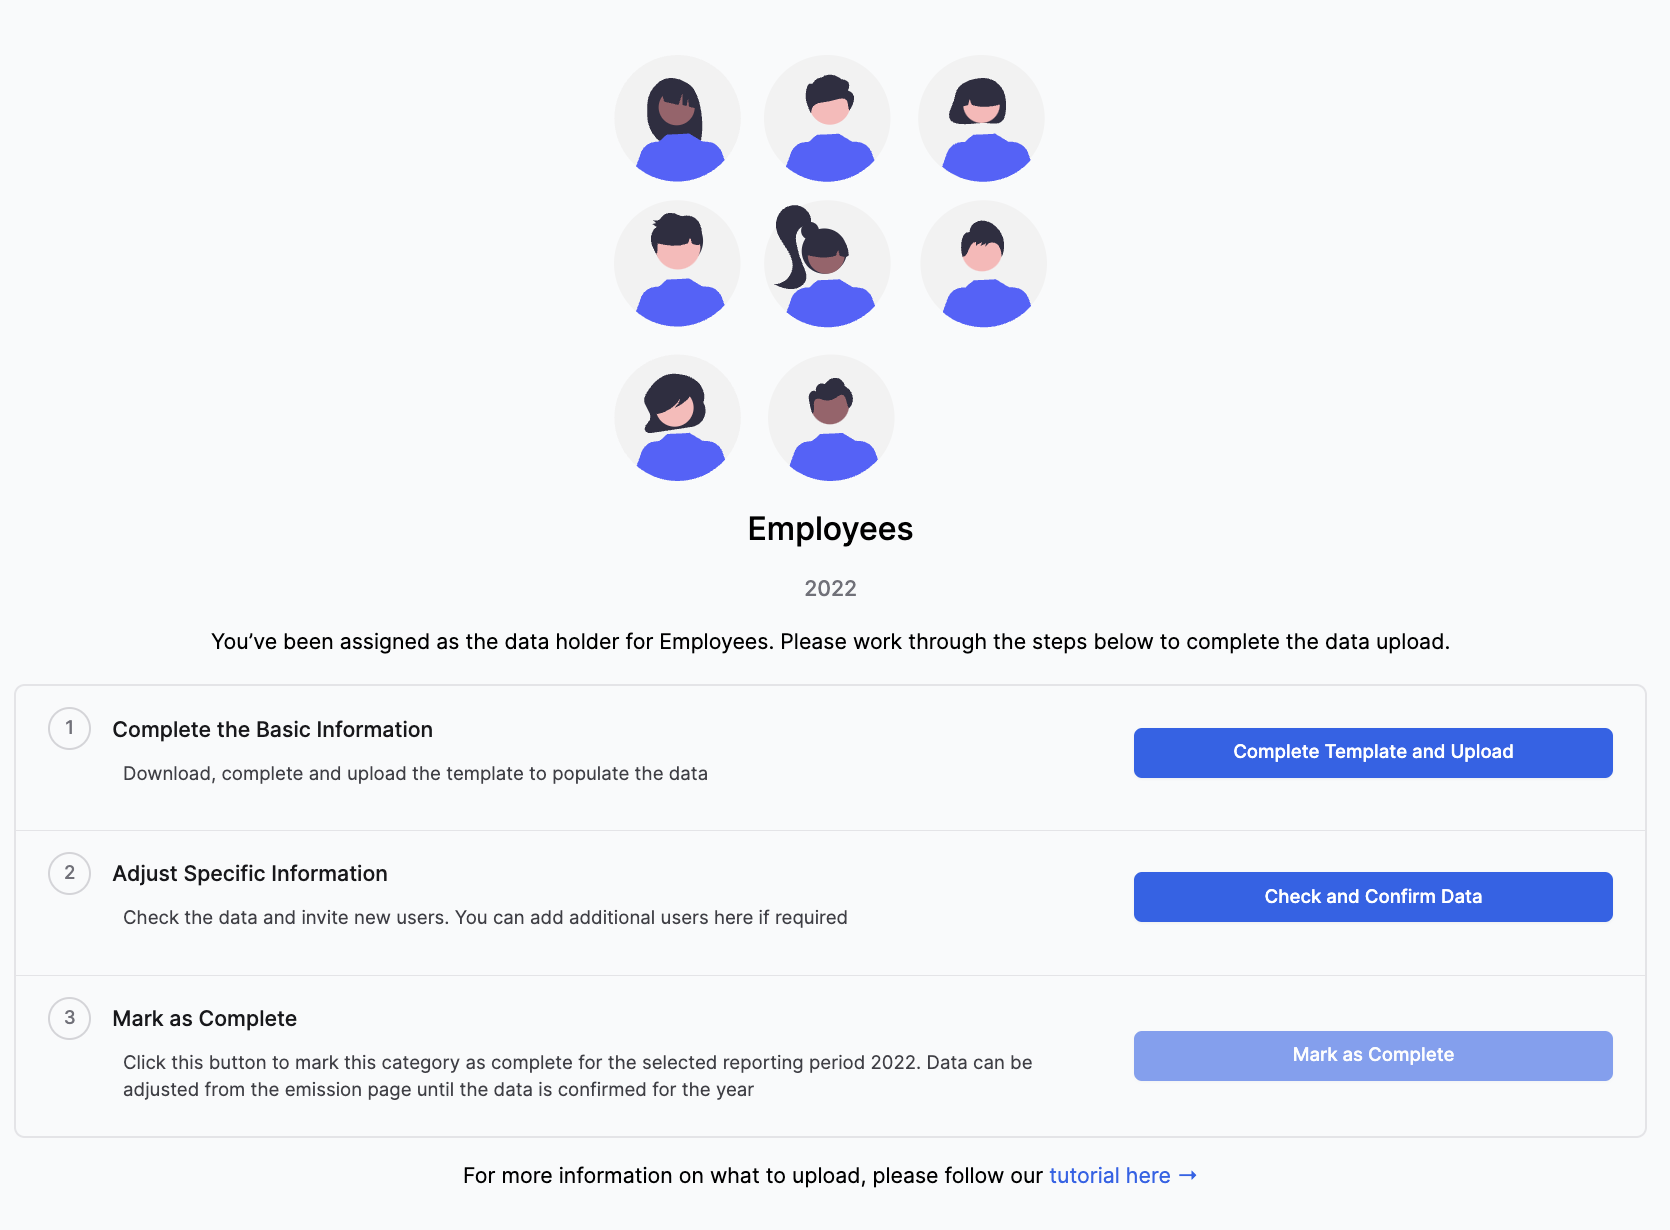 Employees
2022
You’ve been assigned as the data holder for Employees. Please work through the steps below to complete the data upload.
1
Complete the Basic Information
Download, complete and upload the template to populate the data
Complete Template and Upload
2
Adjust Specific Information
Check the data and invite new users. You can add additional users here if required
Check and Confirm Data
3
Mark as Complete
Click this button to mark this category as complete for the selected reporting period 2022. Data can be
adjusted from the emission page until the data is confirmed for the year
Mark as Complete
For more information on what to upload, please follow our tutorial here →